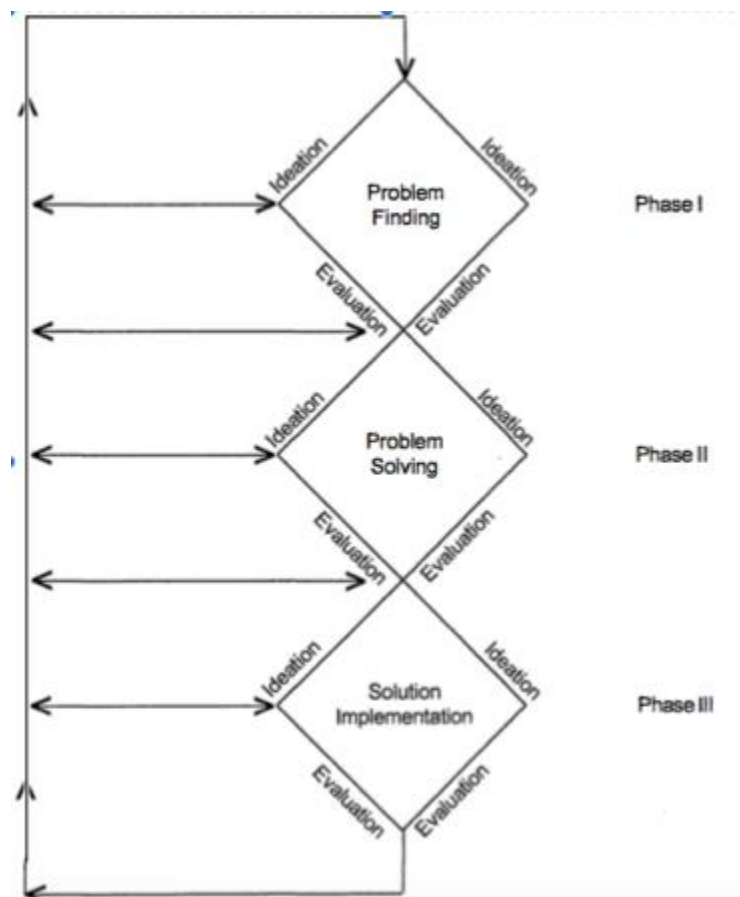 Ideation
Ideation
Problem
Finding
Phase I
Evaluation
Evaluation
Ideation
Ideation
Problem
Solving
Phase II
Evaluation
Evaluation
Ideation
Ideation
Solution
Implementation
Phase III
Evaluation
Evaluation